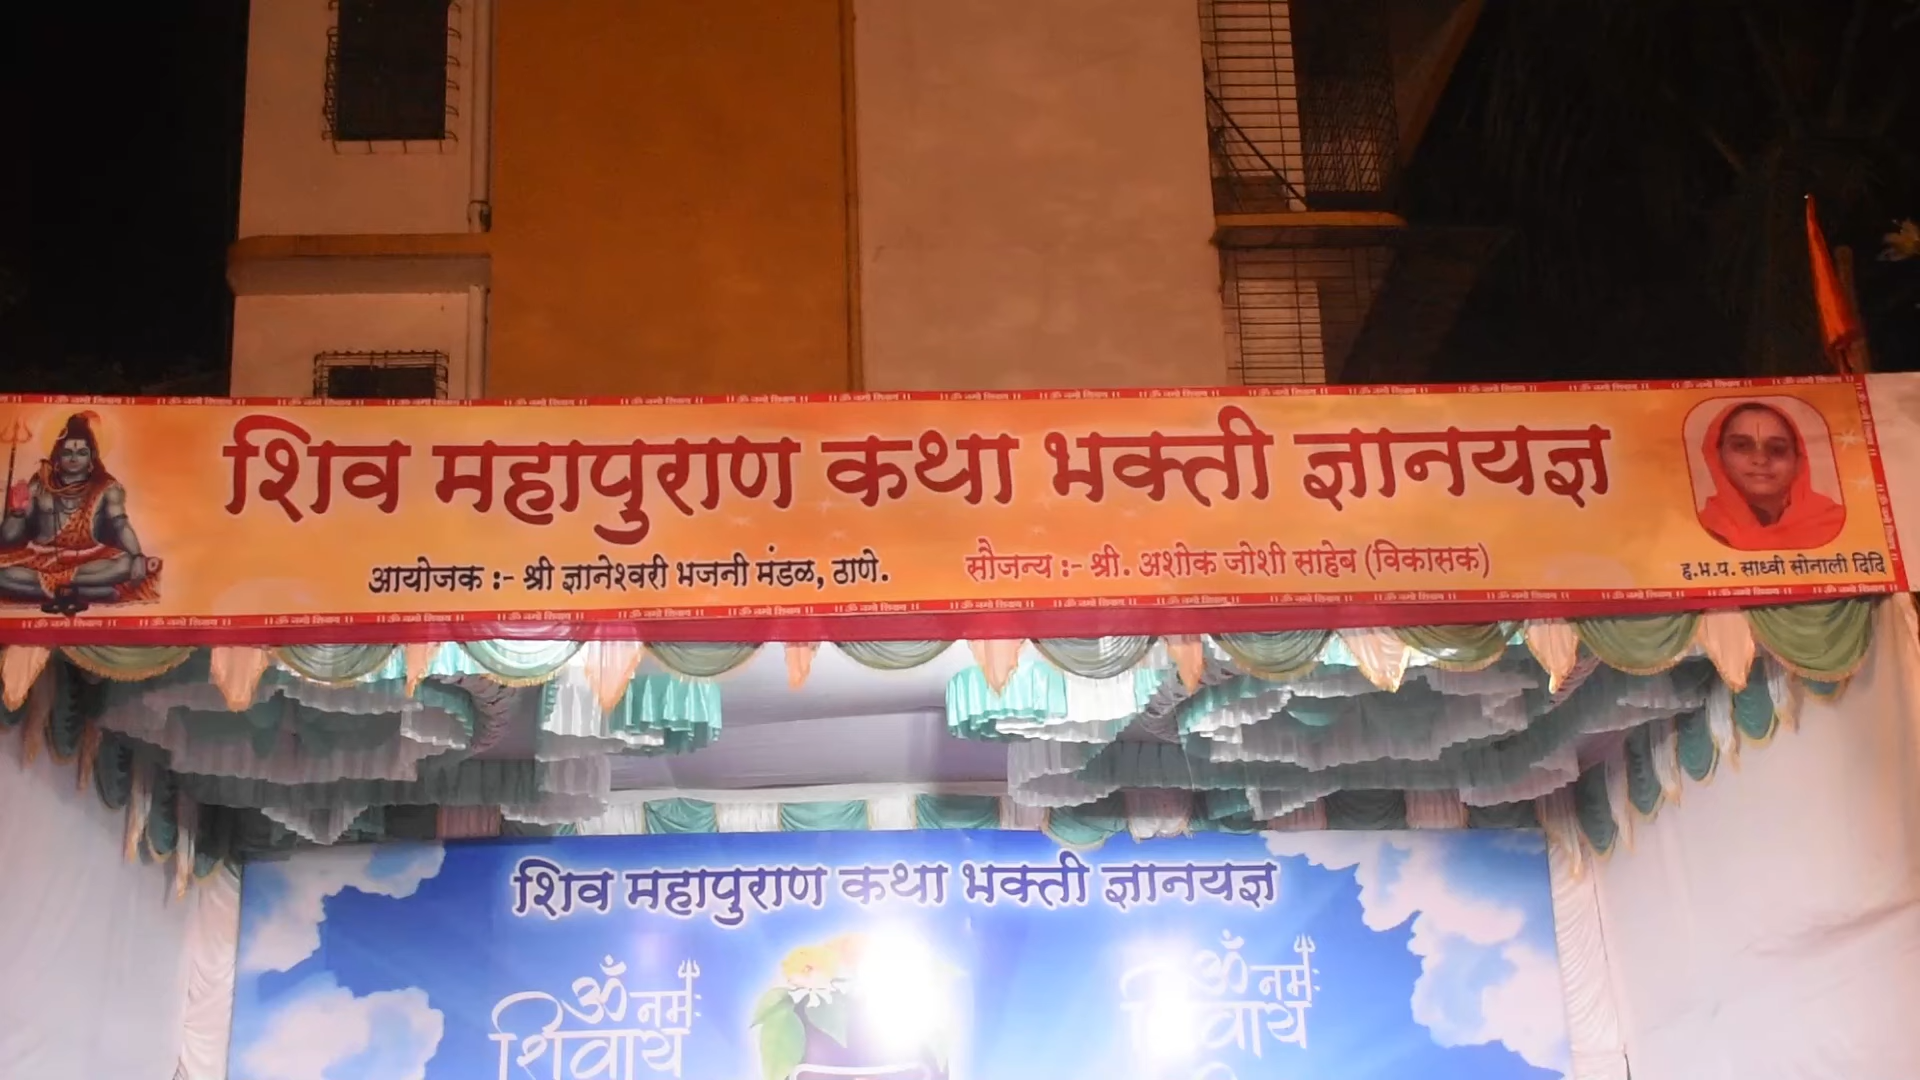 शिव महापुराण कथा भक्ती ज्ञानयज्ञ
आयोजक :- श्री ज्ञानेश्वरी भजनी मंडळ, ठाणे.
सौजन्य :- श्री. अशोक जोशी साहेब (विकासक)
ह.भ.प. साध्वी सोनाली दिदि
शिव महापुराण कथा भक्ती ज्ञानयज्ञ
ॐ नमः
शिवाय
ॐ नमः
शिवाय